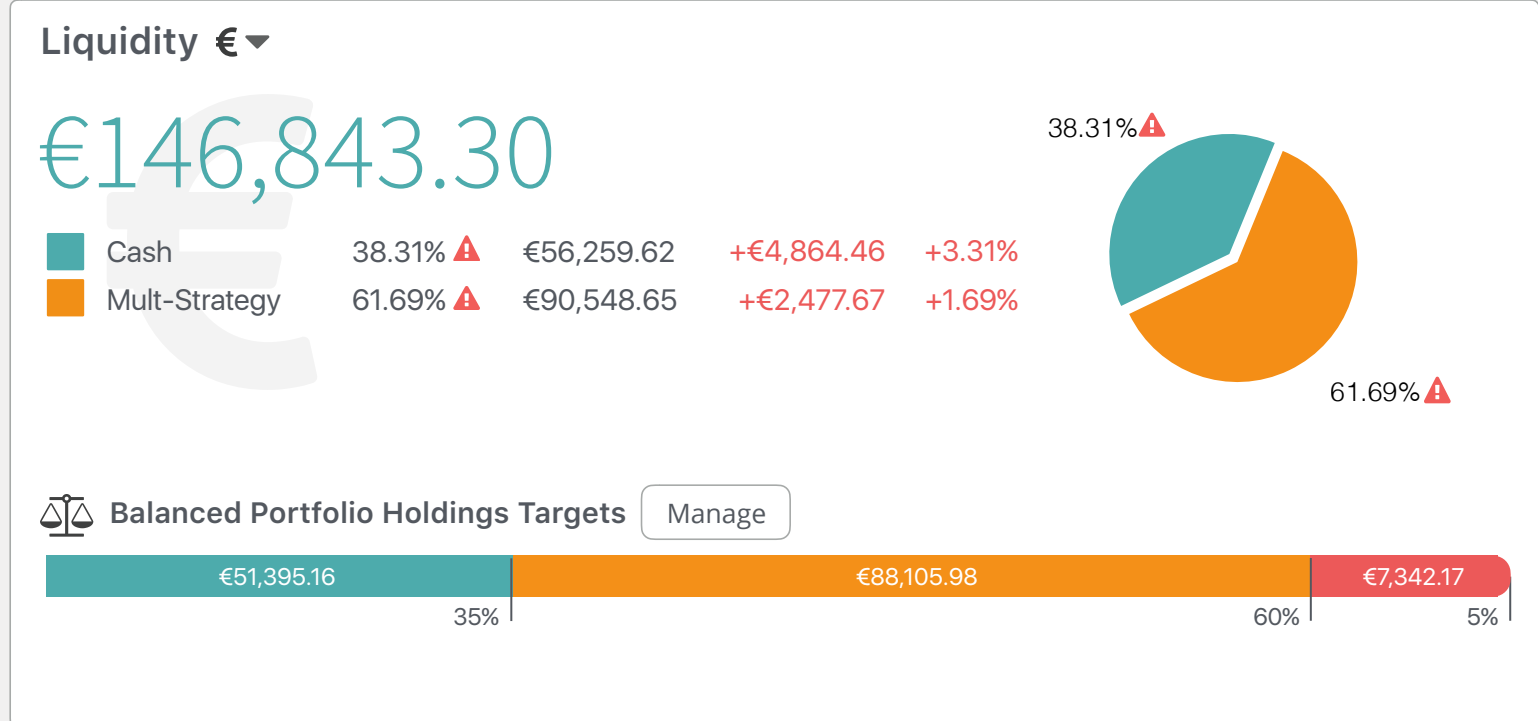 Liquidity €
€146,843.30
Cash 38.31% €56,259.62 +€4,864.46 +3.31%
Mult-Strategy 61.69% €90,548.65 +€2,477.67 +1.69%
38.31%
61.69%
Balanced Portfolio Holdings Targets Manage
€51,395.16 €88,105.98 €7,342.17
35% 60% 5%